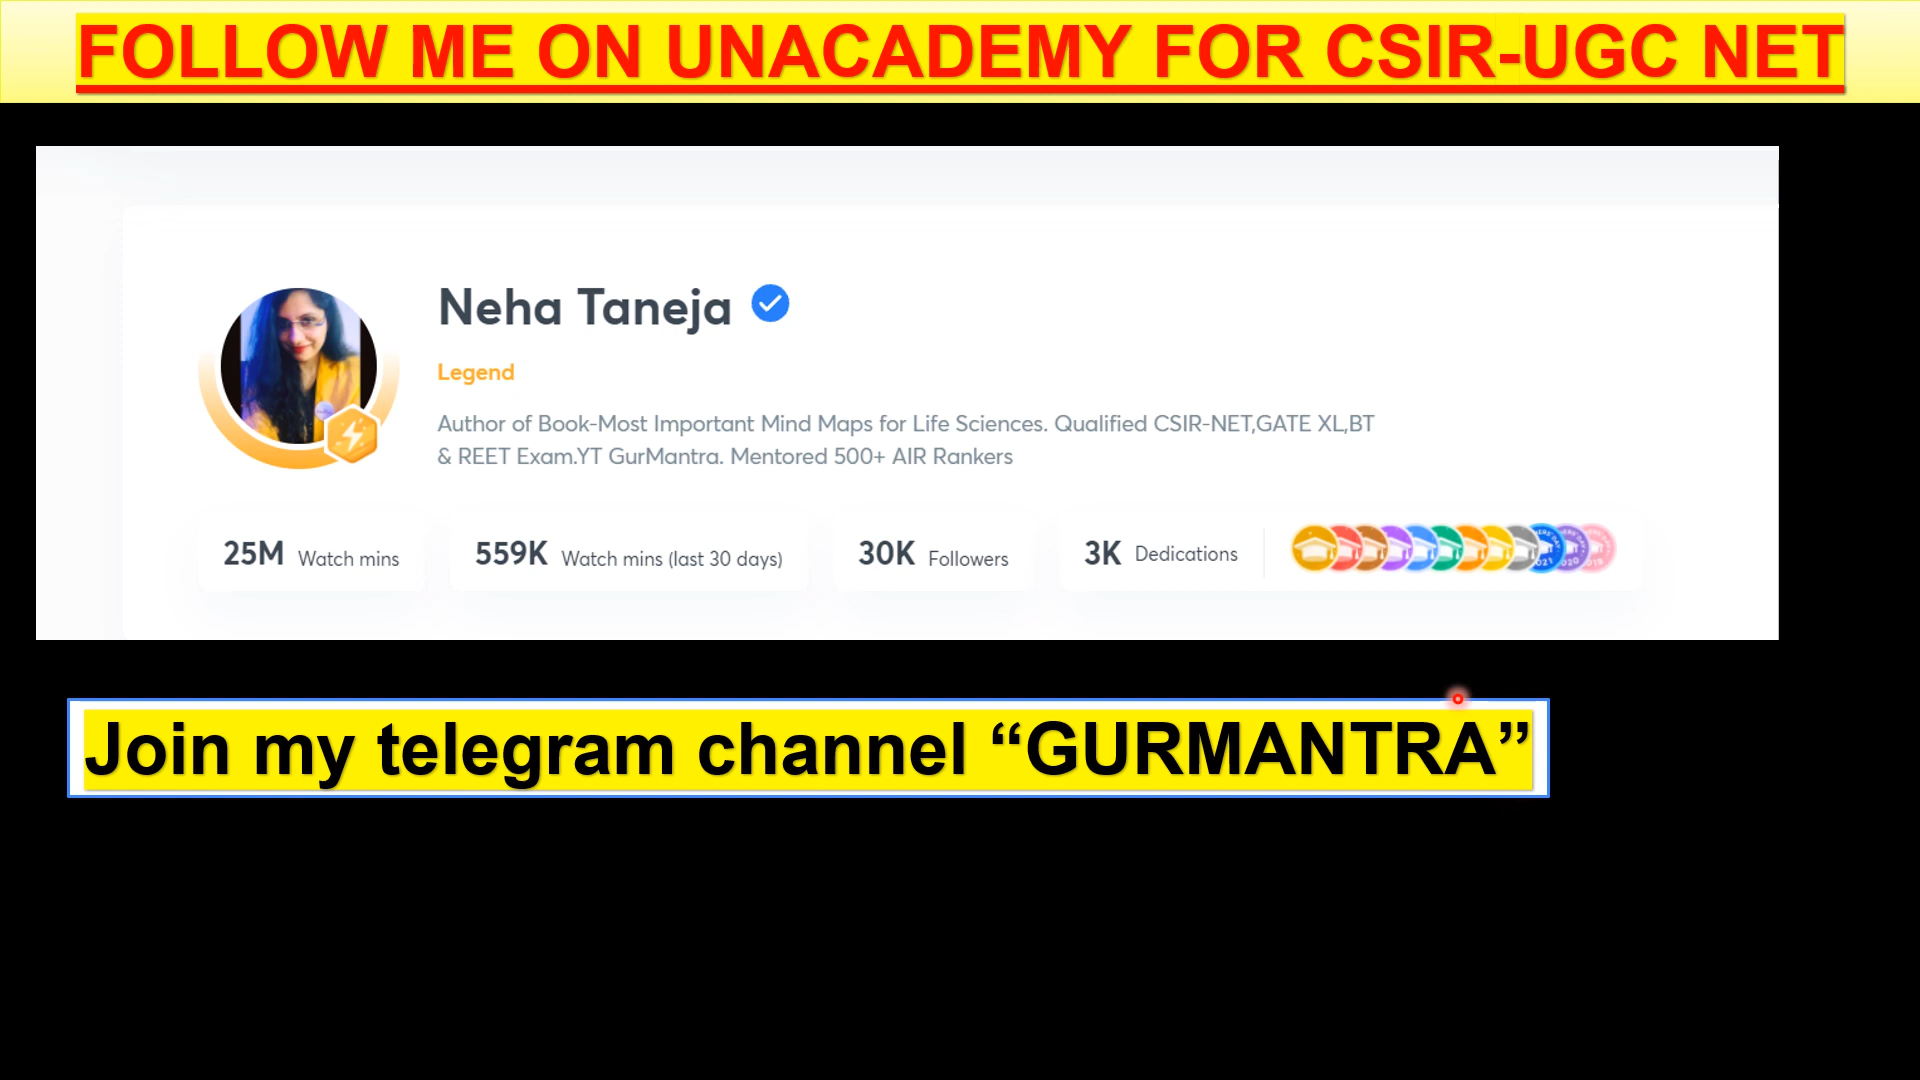 FOLLOW ME ON UNACADEMY FOR CSIR-UGC NET
Neha Taneja
Legend
Author of Book-Most Important Mind Maps for Life Sciences. Qualified CSIR-NET,GATE XL,BT
& REET Exam.YT GurMantra. Mentored 500+ AIR Rankers
25M Watch mins 559K Watch mins (last 30 days) 30K Followers 3K Dedications
Join my telegram channel “GURMANTRA”